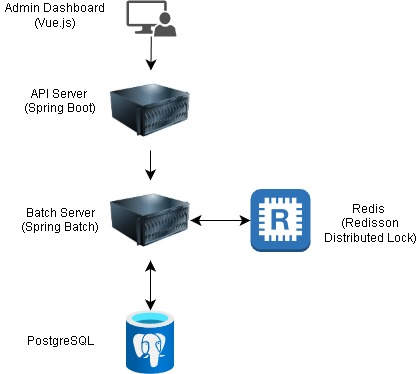 Admin Dashboard
(Vue.js)
API Server
(Spring Boot)
Batch Server
(Spring Batch)
R
Redis
(Redisson
Distributed Lock)
PostgreSQL